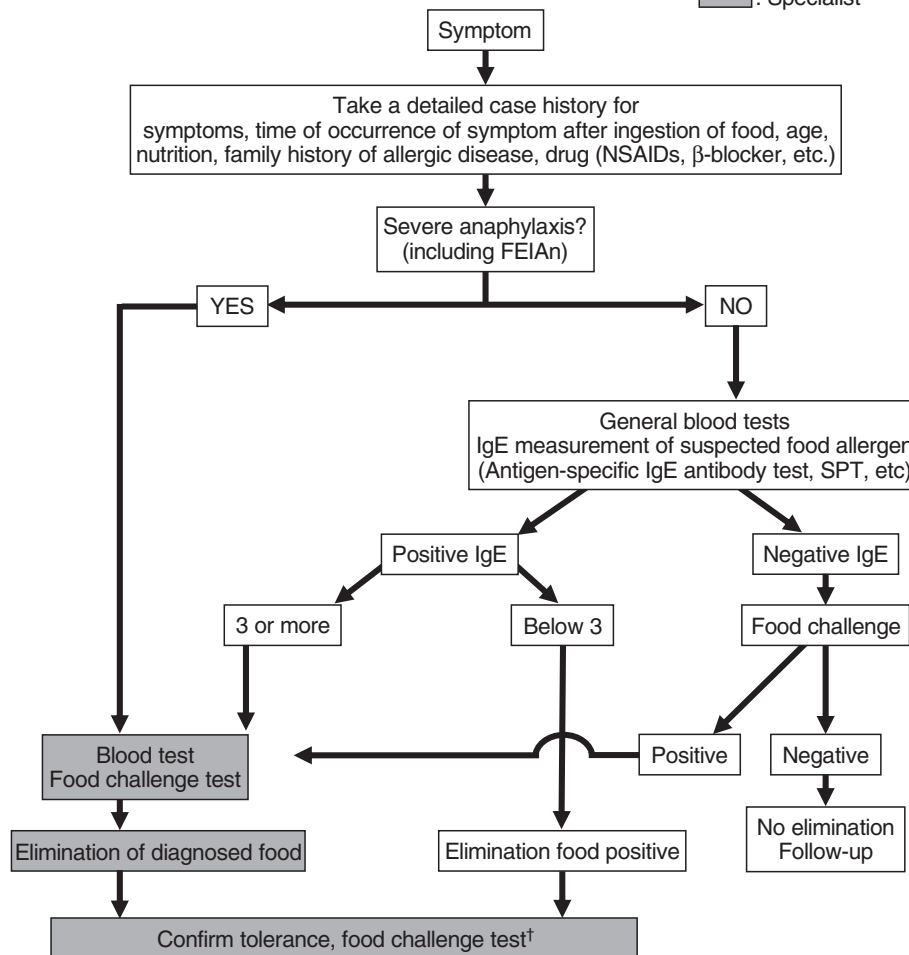 : Specialist
Symptom
Take a detailed case history for
symptoms, time of occurrence of symptom after ingestion of food, age,
nutrition, family history of allergic disease, drug (NSAIDs, β-blocker, etc.)
Severe anaphylaxis?
(including FEIAn)
YES
NO
General blood tests
IgE measurement of suspected food allergen
(Antigen-specific IgE antibody test, SPT, etc)
Positive IgE
Negative IgE
3 or more
Below 3
Food challenge
Blood test
Food challenge test
Positive
Negative
Elimination of diagnosed food
Elimination food positive
No elimination
Follow-up
Confirm tolerance, food challenge test†